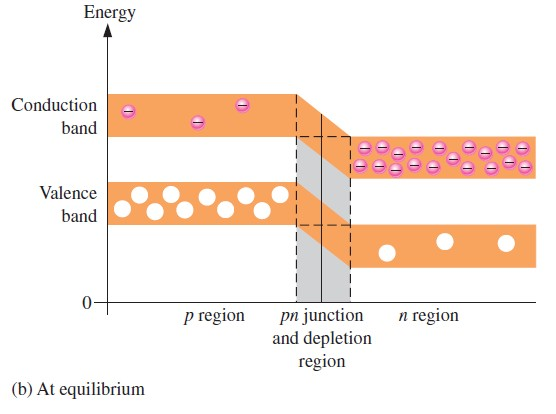 Energy
Conduction
band
Valence
band
0
p region
pn junction
and depletion
region
n region
(b) At equilibrium